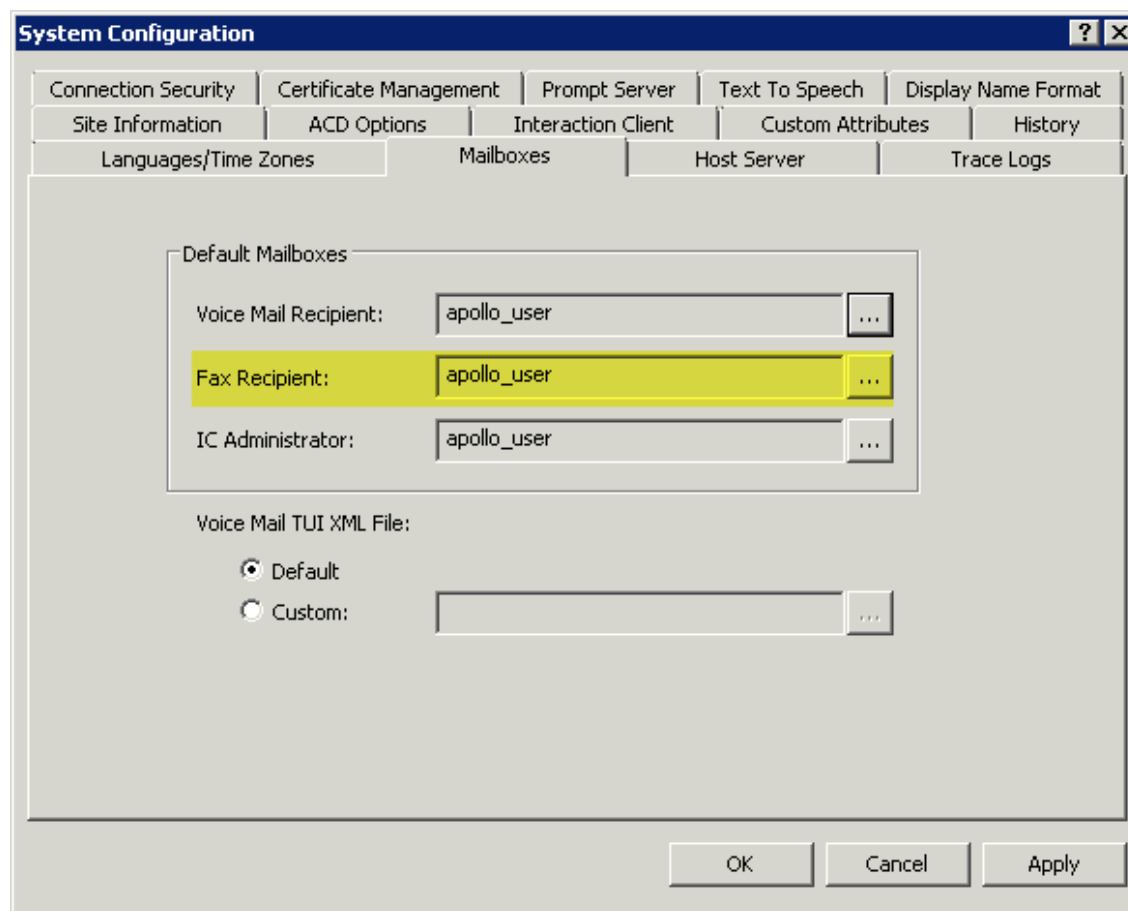 System Configuration ? X
Connection Security Certificate Management Prompt Server Text To Speech Display Name Format
Site Information ACD Options Interaction Client Custom Attributes History
Languages/Time Zones Mailboxes Host Server Trace Logs
Default Mailboxes
Voice Mail Recipient: apollo_user ...
Fax Recipient: apollo_user ...
IC Administrator: apollo_user ...
Voice Mail TUI XML File:
Default
Custom: ...
OK Cancel Apply